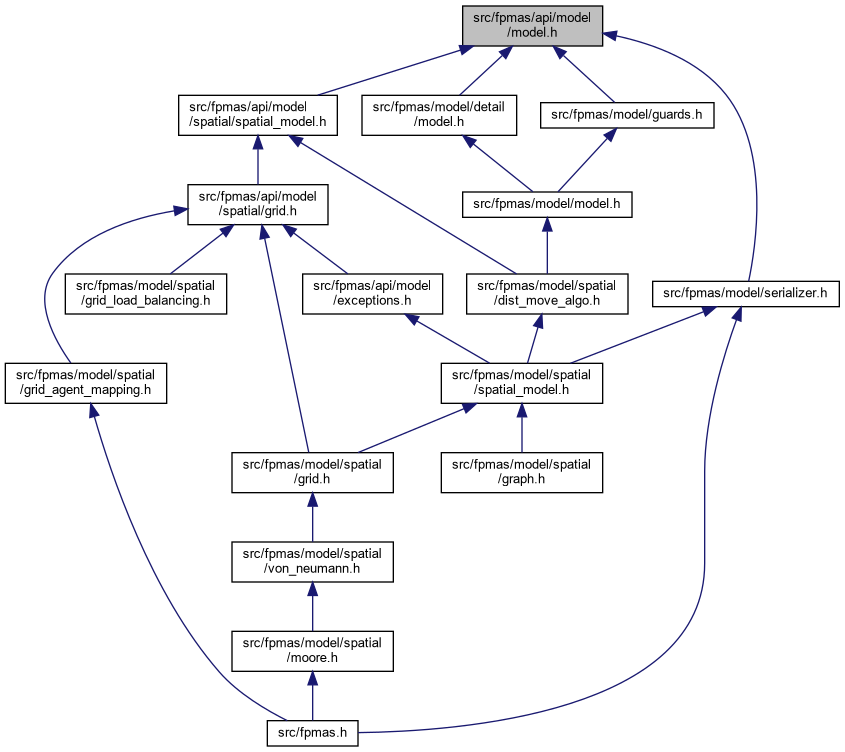 src/fpmas/api/model
/model.h
src/fpmas/api/model
/spatial/spatial_model.h
src/fpmas/model/detail
/model.h
src/fpmas/model/guards.h
src/fpmas/api/model
/spatial/grid.h
src/fpmas/model/model.h
src/fpmas/model/spatial
/grid_load_balancing.h
src/fpmas/api/model
/exceptions.h
src/fpmas/model/spatial
/dist_move_algo.h
src/fpmas/model/serializer.h
src/fpmas/model/spatial
/grid_agent_mapping.h
src/fpmas/model/spatial
/spatial_model.h
src/fpmas/model/spatial
/grid.h
src/fpmas/model/spatial
/graph.h
src/fpmas/model/spatial
/von_neumann.h
src/fpmas/model/spatial
/moore.h
src/fpmas.h